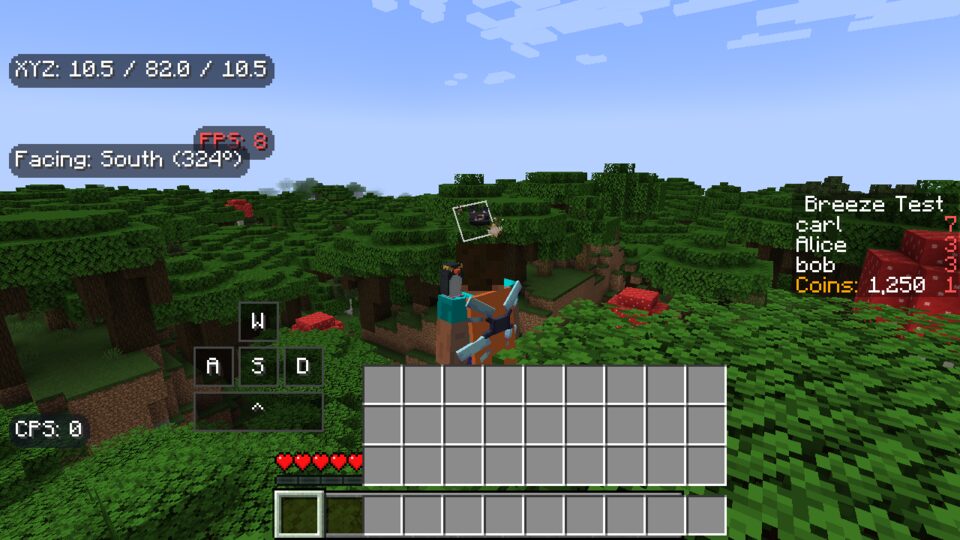 XYZ: 10.5 / 82.0 / 10.5
FPS: 8
Facing: South (324°)
Breeze Test
carl 7
Alice 3
bob 3
Coins: 1,250 1
W
A S D
^
CPS: 0